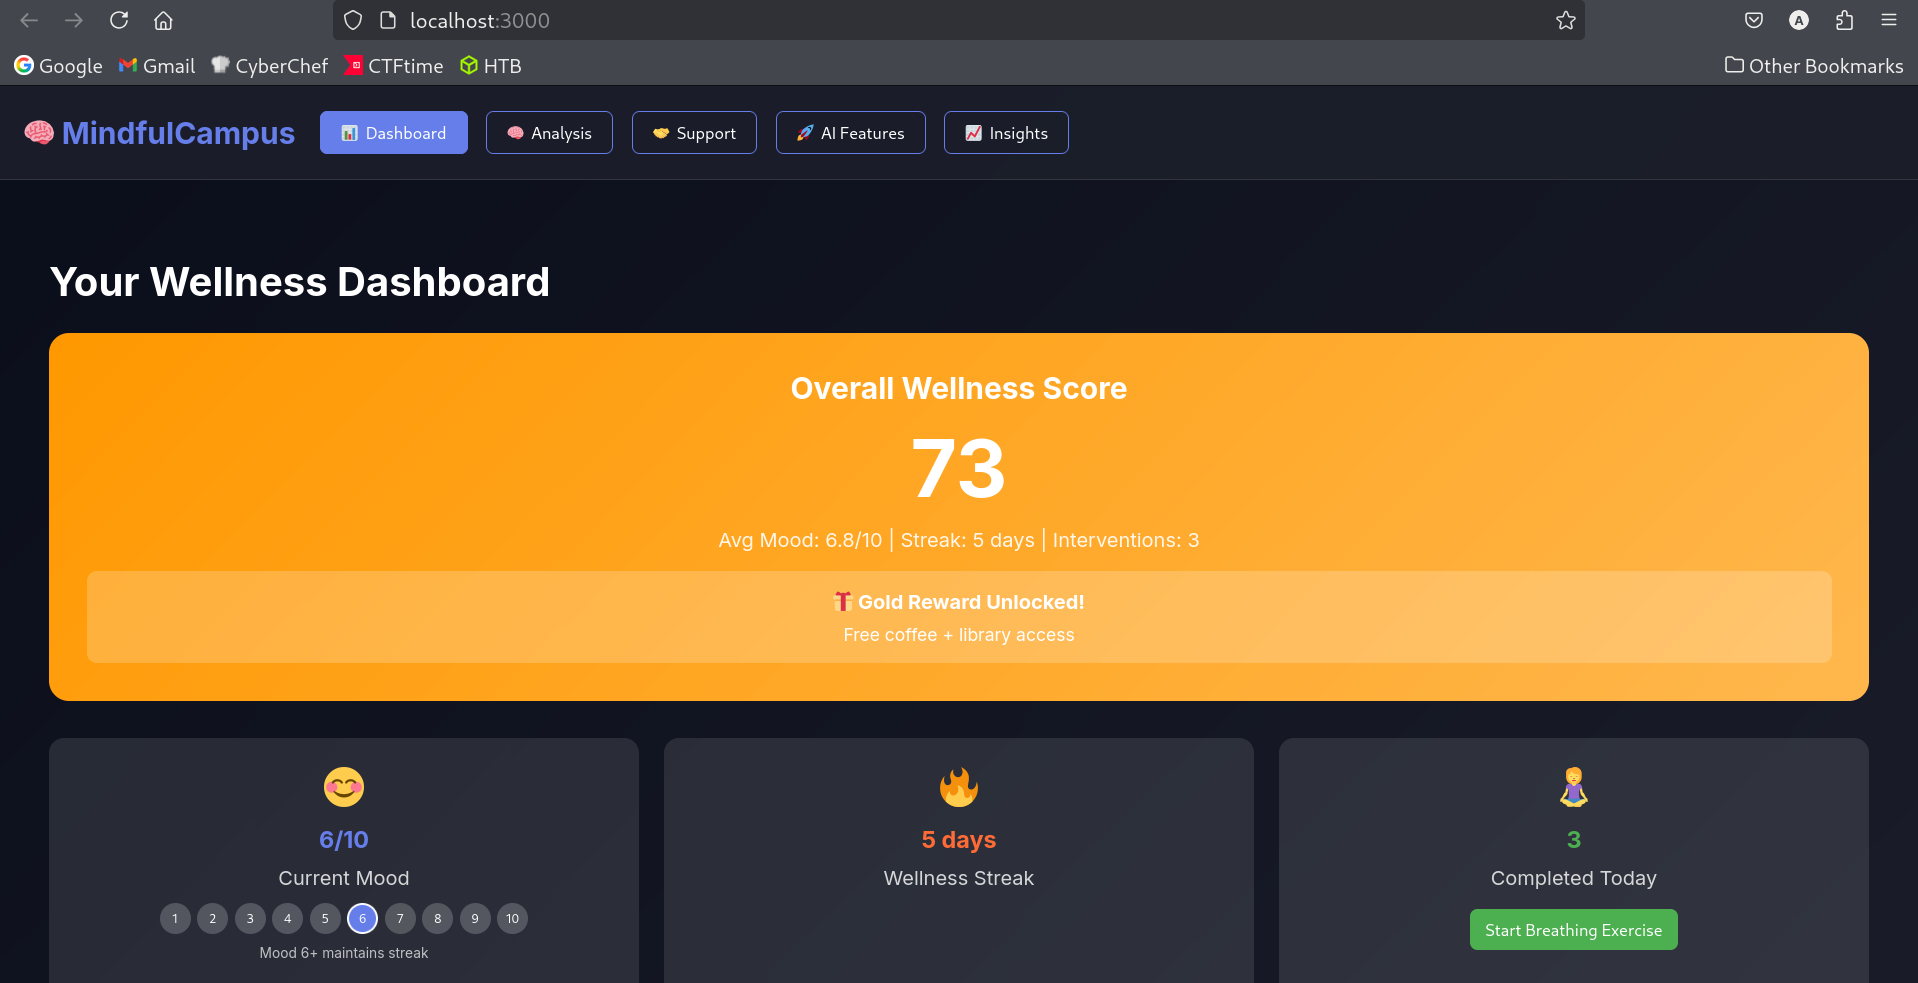 localhost:3000
Google Gmail CyberChef CTFtime HTB Other Bookmarks
MindfulCampus Dashboard Analysis Support AI Features Insights
Your Wellness Dashboard
Overall Wellness Score
73
Avg Mood: 6.8/10 | Streak: 5 days | Interventions: 3
Gold Reward Unlocked!
Free coffee + library access
6/10
Current Mood
1 2 3 4 5 6 7 8 9 10
Mood 6+ maintains streak
5 days
Wellness Streak
3
Completed Today
Start Breathing Exercise